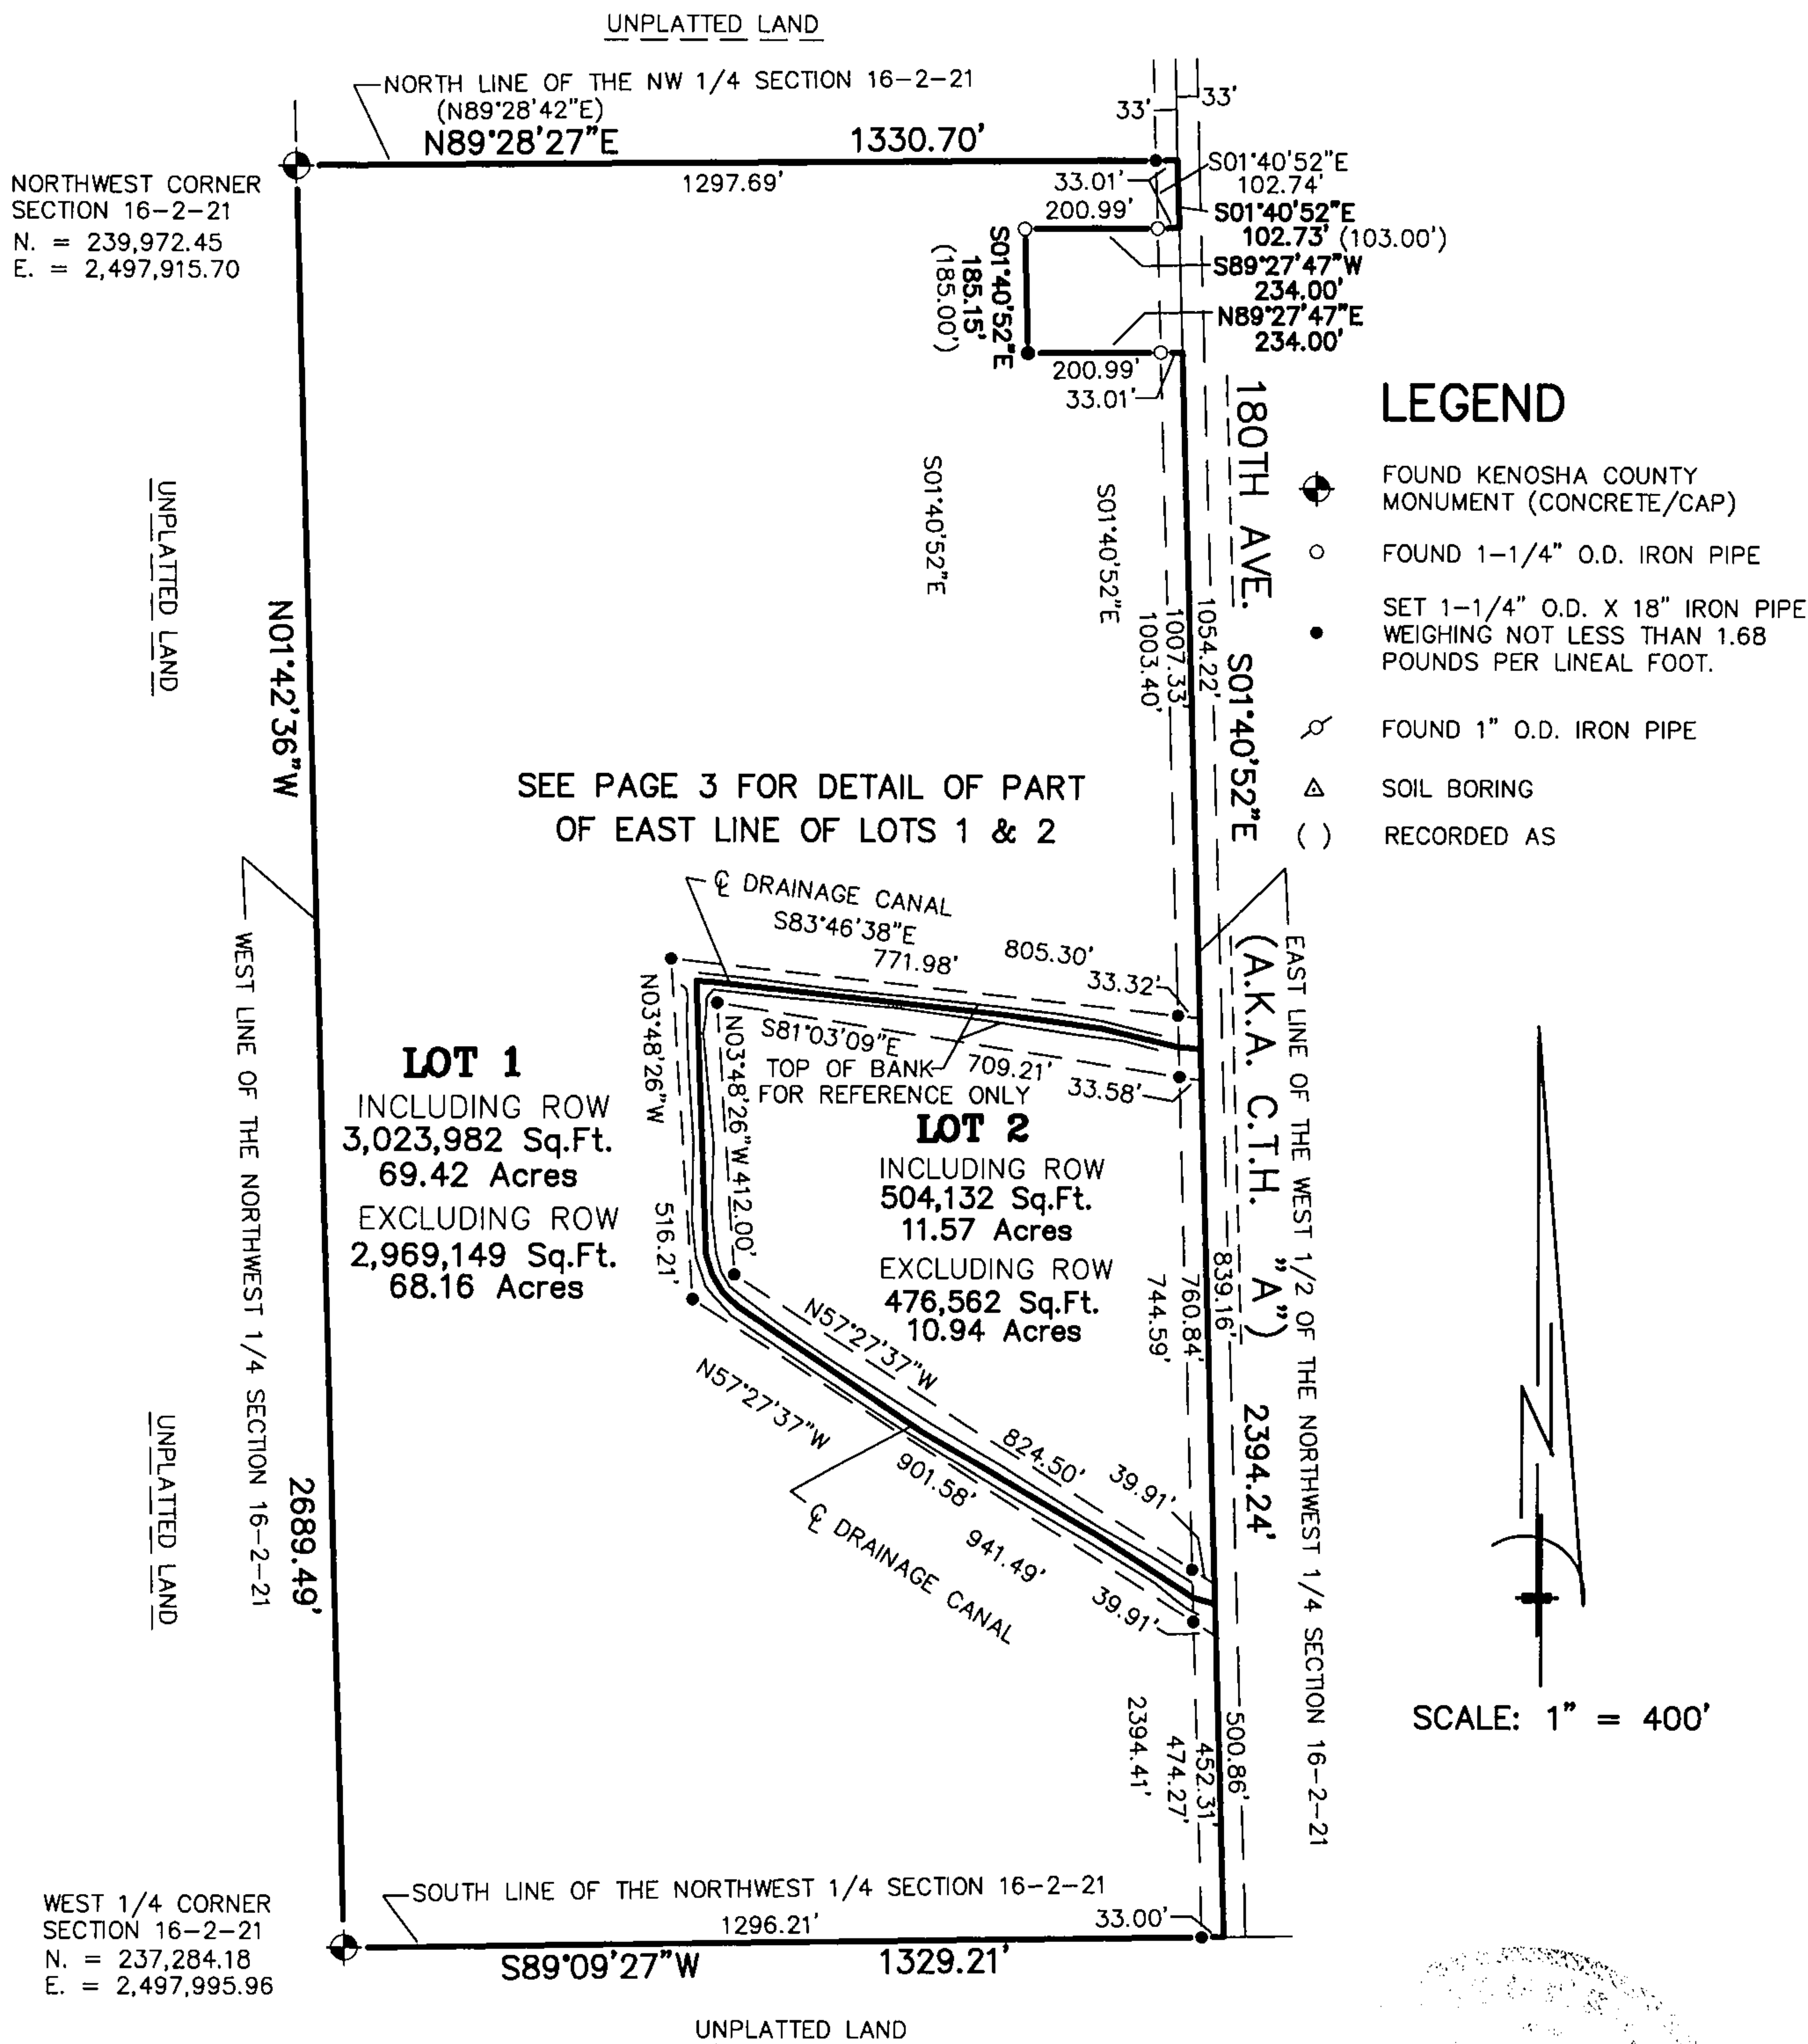 UNPLATTED LAND
NORTH LINE OF THE NW 1/4 SECTION 16-2-21
(N89°28'42"E)
N89°28'27"E 1330.70'
1297.69'
33' 33'
NORTHWEST CORNER
SECTION 16-2-21
N. = 239,972.45
E. = 2,497,915.70
33.01'
200.99'
S01°40'52"E
102.74'
S01°40'52"E
102.73' (103.00')
S89°27'47"W
234.00'
N89°27'47"E
234.00'
S01°40'52"E
185.15'
(185.00')
200.99'
33.01'
LEGEND
FOUND KENOSHA COUNTY
MONUMENT (CONCRETE/CAP)
FOUND 1-1/4" O.D. IRON PIPE
SET 1-1/4" O.D. X 18" IRON PIPE
WEIGHING NOT LESS THAN 1.68
POUNDS PER LINEAL FOOT.
FOUND 1" O.D. IRON PIPE
SOIL BORING
( ) RECORDED AS
180TH AVE. S01°40'52"E
(A.K.A. C.T.H. "A") 2394.24'
S01°40'52"E
S01°40'52"E
1054.22'
1007.33'
1003.40'
UNPLATTED LAND
N01°42'36"W
2689.49'
WEST LINE OF THE NORTHWEST 1/4 SECTION 16-2-21
UNPLATTED LAND
SEE PAGE 3 FOR DETAIL OF PART
OF EAST LINE OF LOTS 1 & 2
℄ DRAINAGE CANAL
S83°46'38"E
771.98' 805.30'
33.32'
N03°48'26"W
516.21'
N03°48'26"W 412.00'
S81°03'09"E
709.21'
33.58'
TOP OF BANK
FOR REFERENCE ONLY
LOT 1
INCLUDING ROW
3,023,982 Sq.Ft.
69.42 Acres
EXCLUDING ROW
2,969,149 Sq.Ft.
68.16 Acres
LOT 2
INCLUDING ROW
504,132 Sq.Ft.
11.57 Acres
EXCLUDING ROW
476,562 Sq.Ft.
10.94 Acres
EAST LINE OF THE WEST 1/2 OF THE NORTHWEST 1/4 SECTION 16-2-21
839.16'
760.84'
744.59'
N57°27'37"W
824.50'
39.91'
N57°27'37"W
901.58'
941.49'
39.91'
℄ DRAINAGE CANAL
500.86'
452.31'
474.27'
2394.41'
N
SCALE: 1" = 400'
WEST 1/4 CORNER
SECTION 16-2-21
N. = 237,284.18
E. = 2,497,995.96
SOUTH LINE OF THE NORTHWEST 1/4 SECTION 16-2-21
1296.21' 33.00'
S89°09'27"W 1329.21'
UNPLATTED LAND